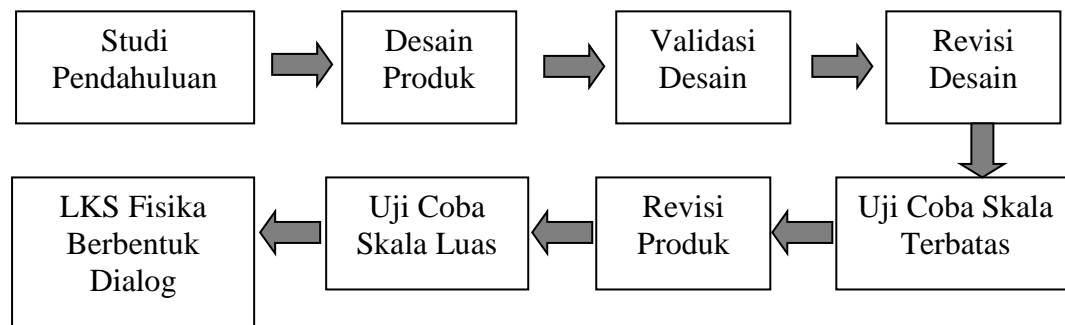 Studi
Pendahuluan
Desain
Produk
Validasi
Desain
Revisi
Desain
Uji Coba Skala
Terbatas
Revisi
Produk
Uji Coba
Skala Luas
LKS Fisika
Berbentuk
Dialog